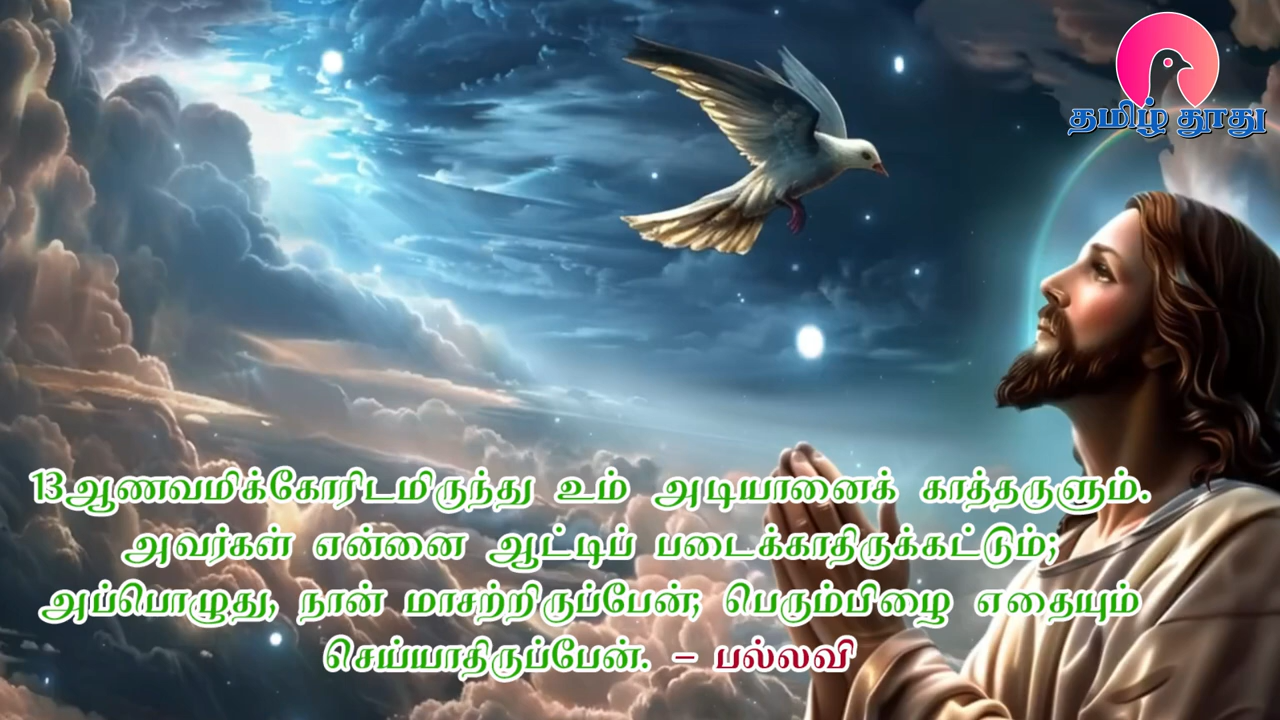 தமிழ் தூது
13ஆணவமிக்கோரிடமிருந்து உம் அடியானைக் காத்தருளும்.
அவர்கள் என்னை ஆட்டிப் படைக்காதிருக்கட்டும்;
அப்பொழுது, நான் மாசற்றிருப்பேன்; பெரும்பிழை எதையும்
செய்யாதிருப்பேன். – பல்லவி